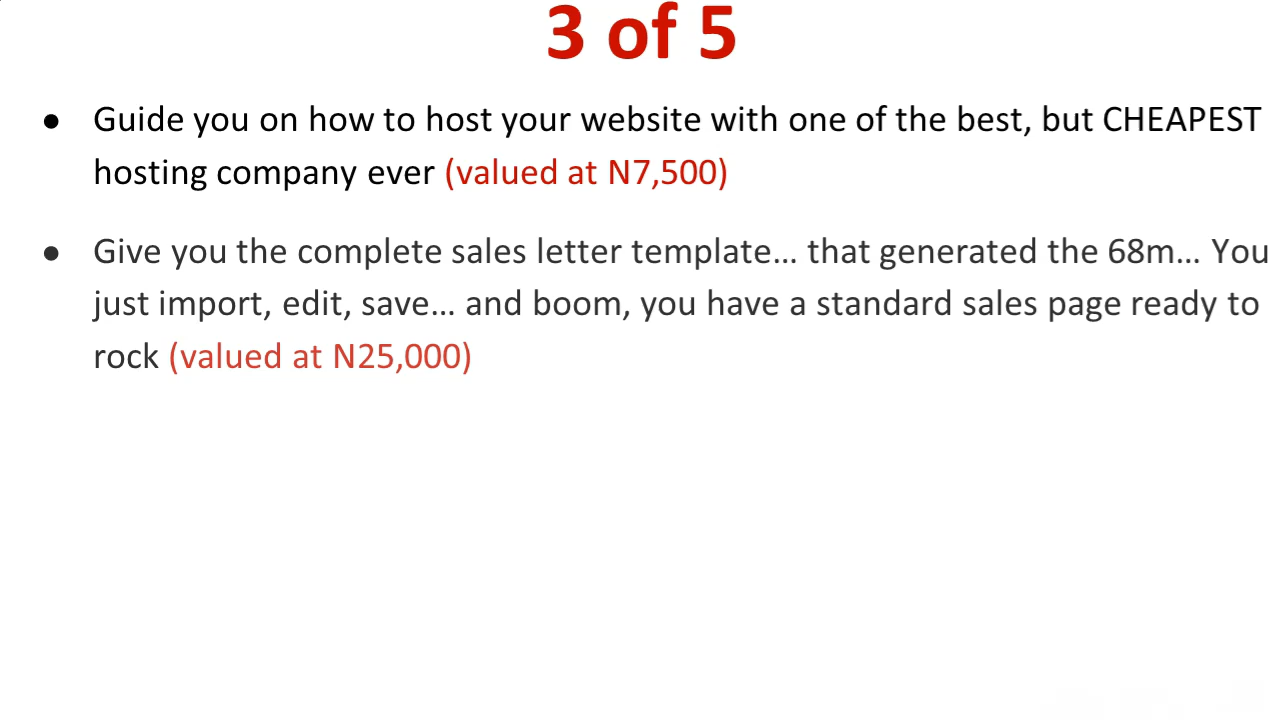 3 of 5
● Guide you on how to host your website with one of the best, but CHEAPEST
hosting company ever (valued at N7,500)
● Give you the complete sales letter template… that generated the 68m… You
just import, edit, save… and boom, you have a standard sales page ready to
rock (valued at N25,000)